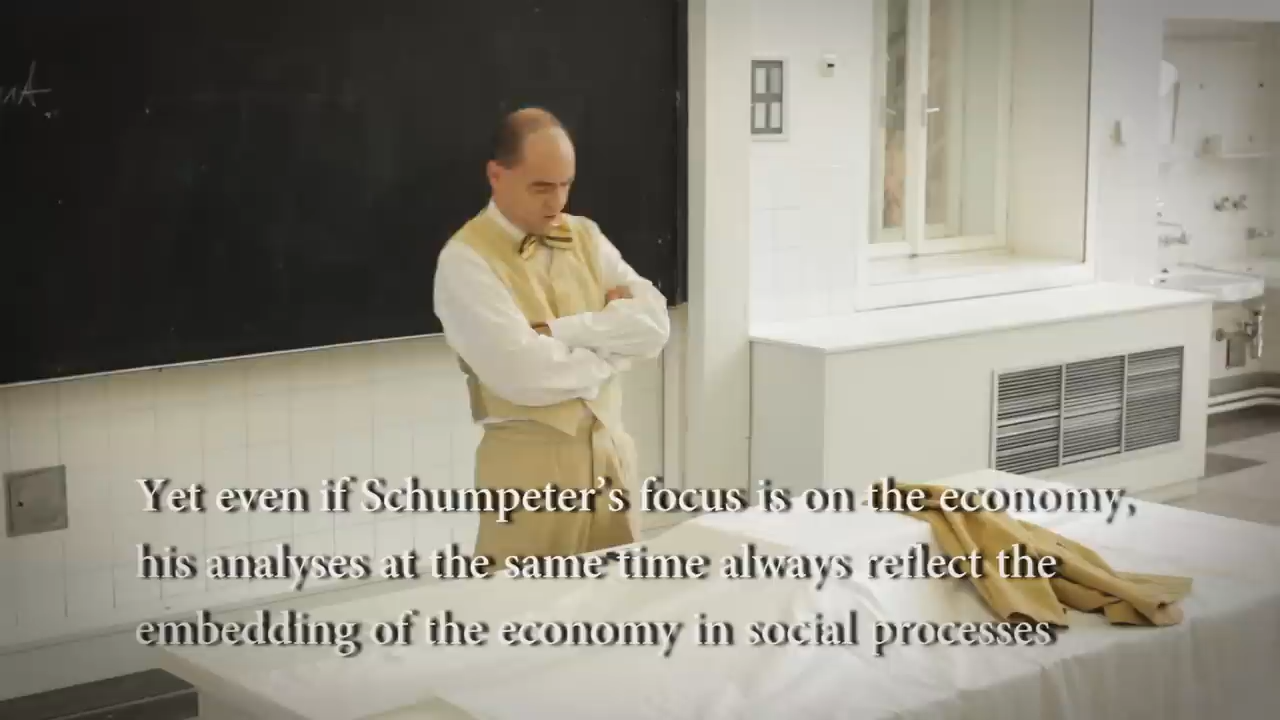 Yet even if Schumpeter's focus is on the economy,
his analyses at the same time always reflect the
embedding of the economy in social processes